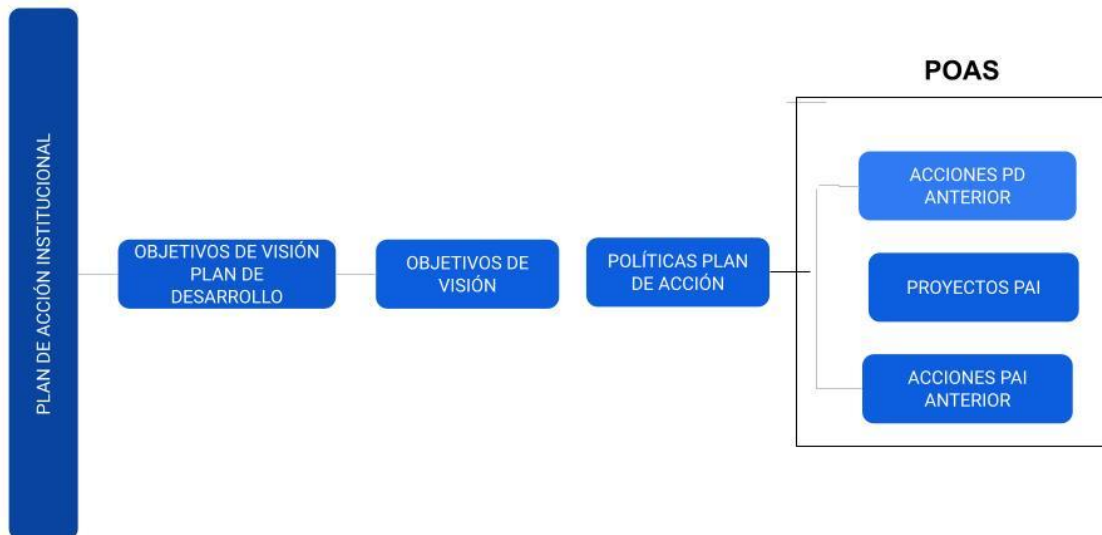 PLAN DE ACCIÓN INSTITUCIONAL
OBJETIVOS DE VISIÓN
PLAN DE
DESARROLLO
OBJETIVOS DE
VISIÓN
POLÍTICAS PLAN
DE ACCIÓN
POAS
ACCIONES PD
ANTERIOR
PROYECTOS PAI
ACCIONES PAI
ANTERIOR